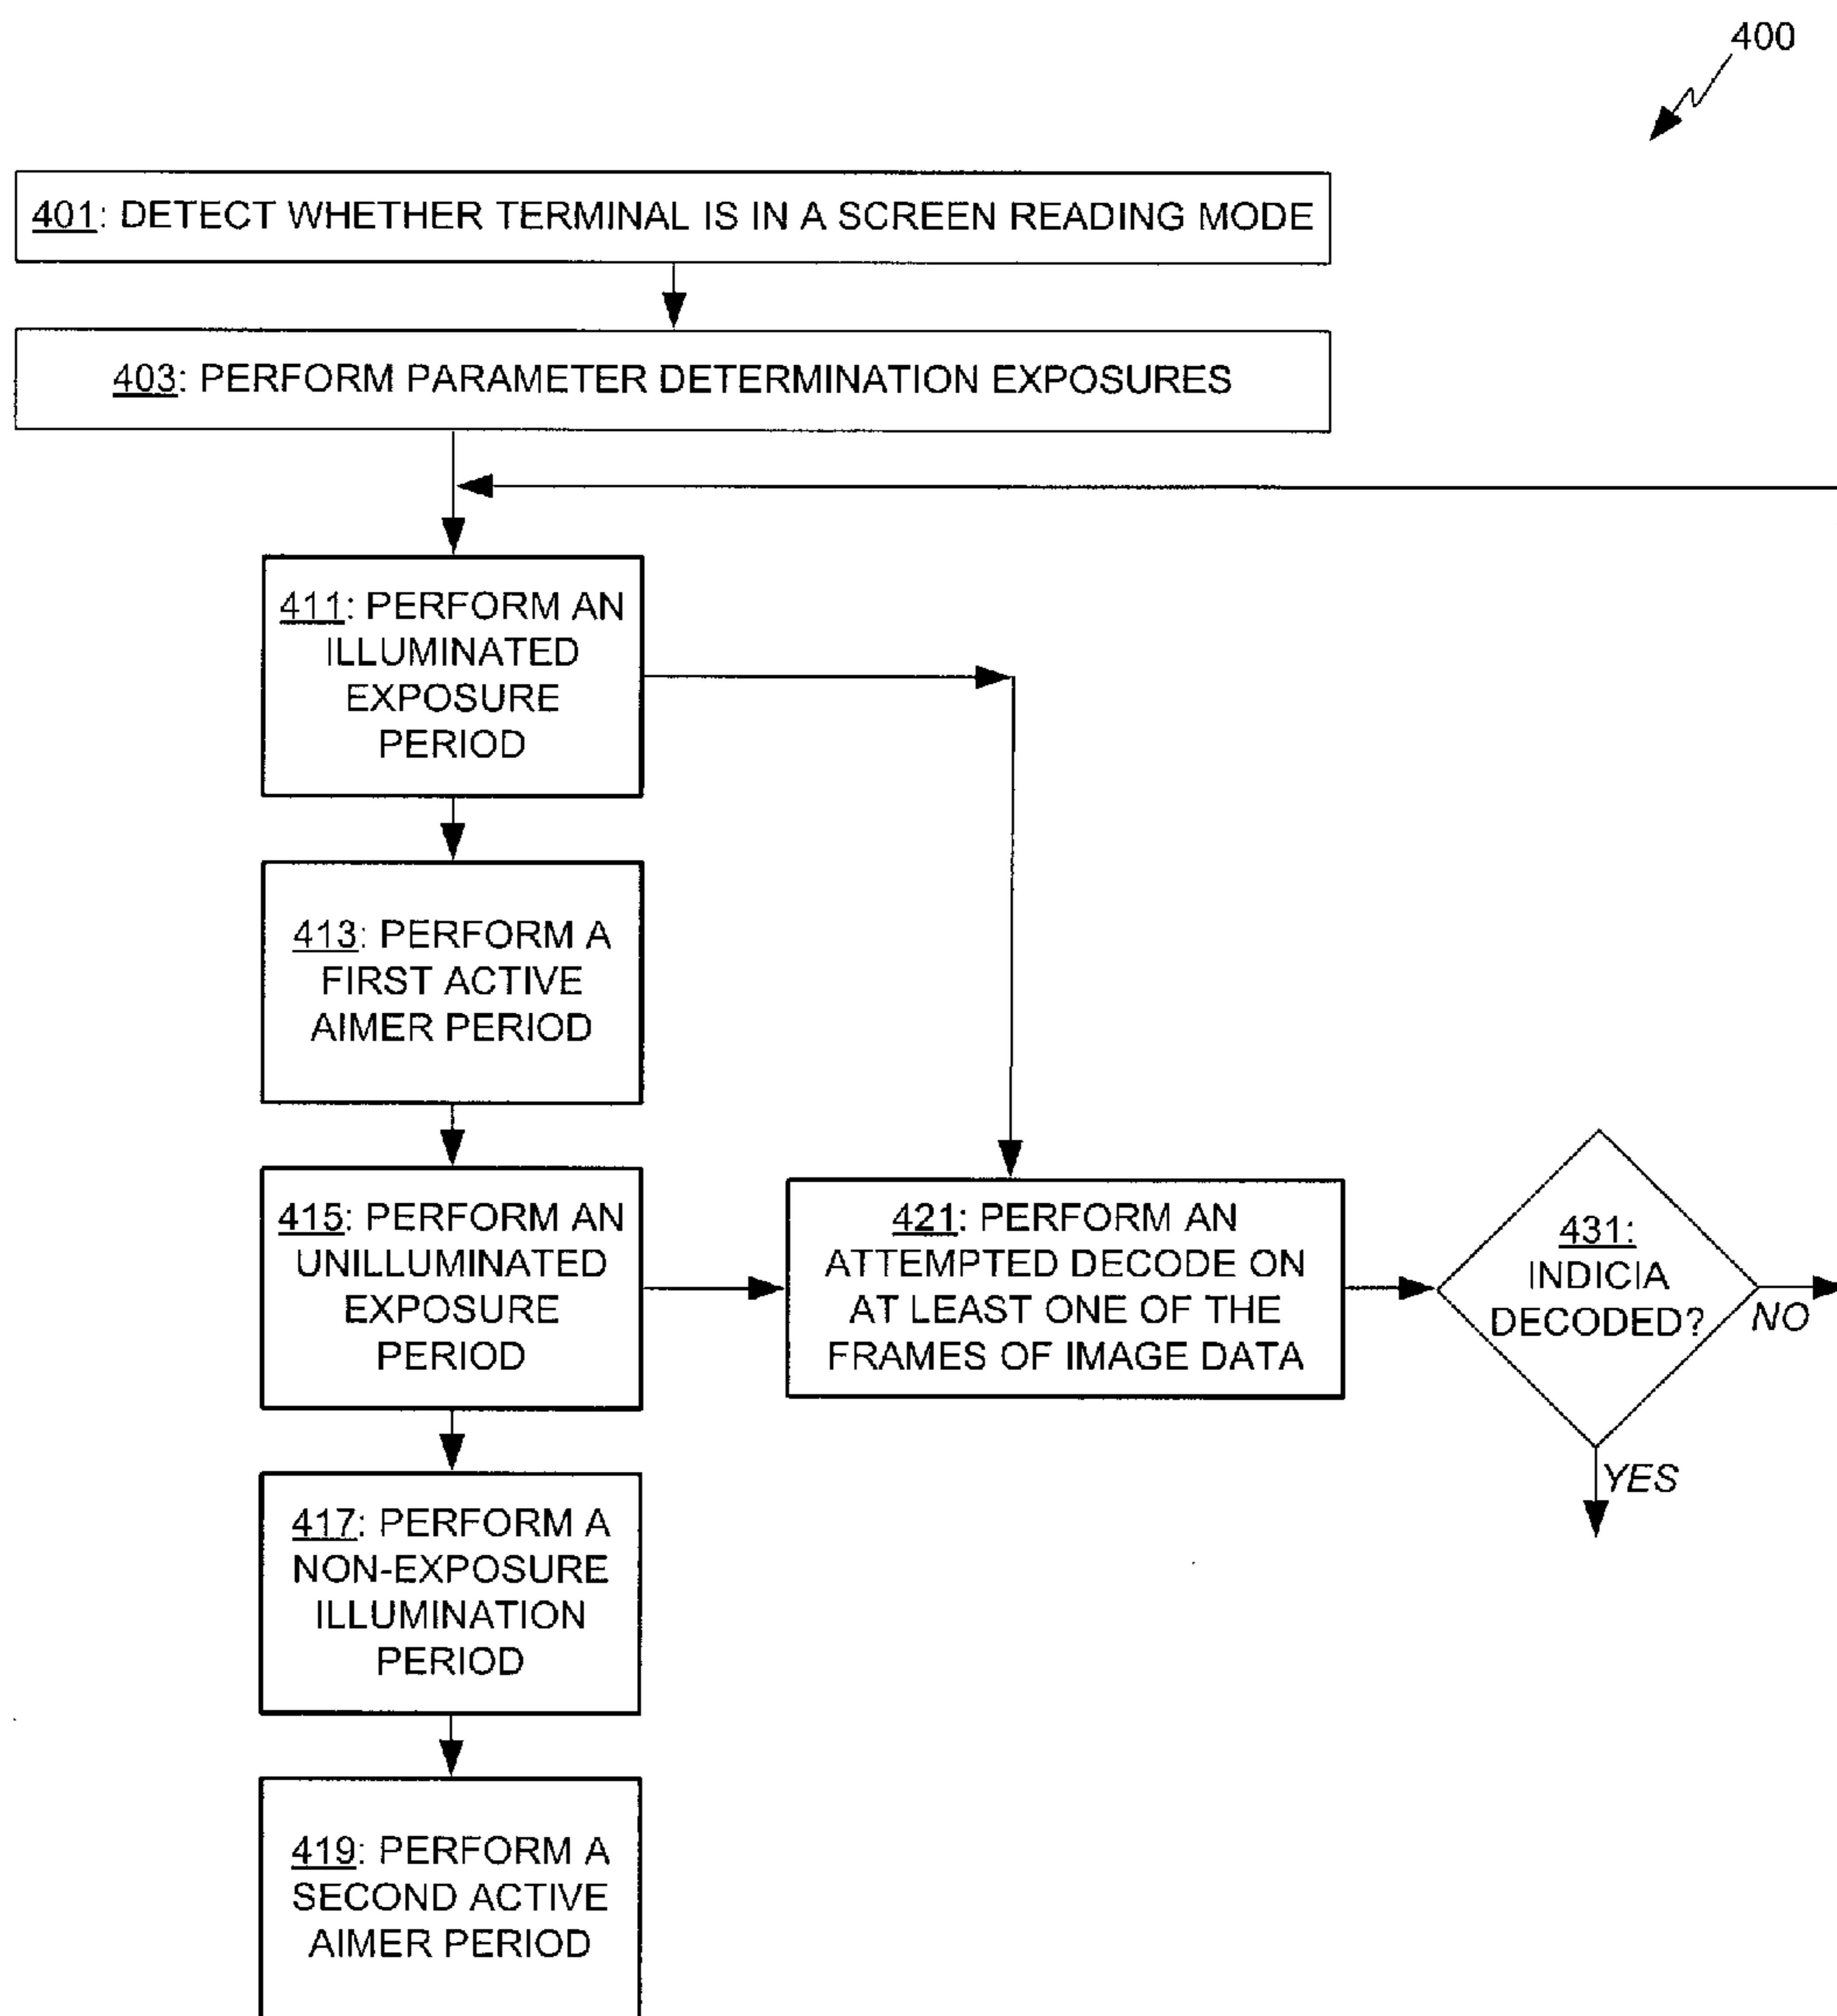 400
401: DETECT WHETHER TERMINAL IS IN A SCREEN READING MODE
403: PERFORM PARAMETER DETERMINATION EXPOSURES
411: PERFORM AN
ILLUMINATED
EXPOSURE
PERIOD
413: PERFORM A
FIRST ACTIVE
AIMER PERIOD
415: PERFORM AN
UNILLUMINATED
EXPOSURE
PERIOD
421: PERFORM AN
ATTEMPTED DECODE ON
AT LEAST ONE OF THE
FRAMES OF IMAGE DATA
431:
INDICIA
DECODED?
NO
YES
417: PERFORM A
NON-EXPOSURE
ILLUMINATION
PERIOD
419: PERFORM A
SECOND ACTIVE
AIMER PERIOD